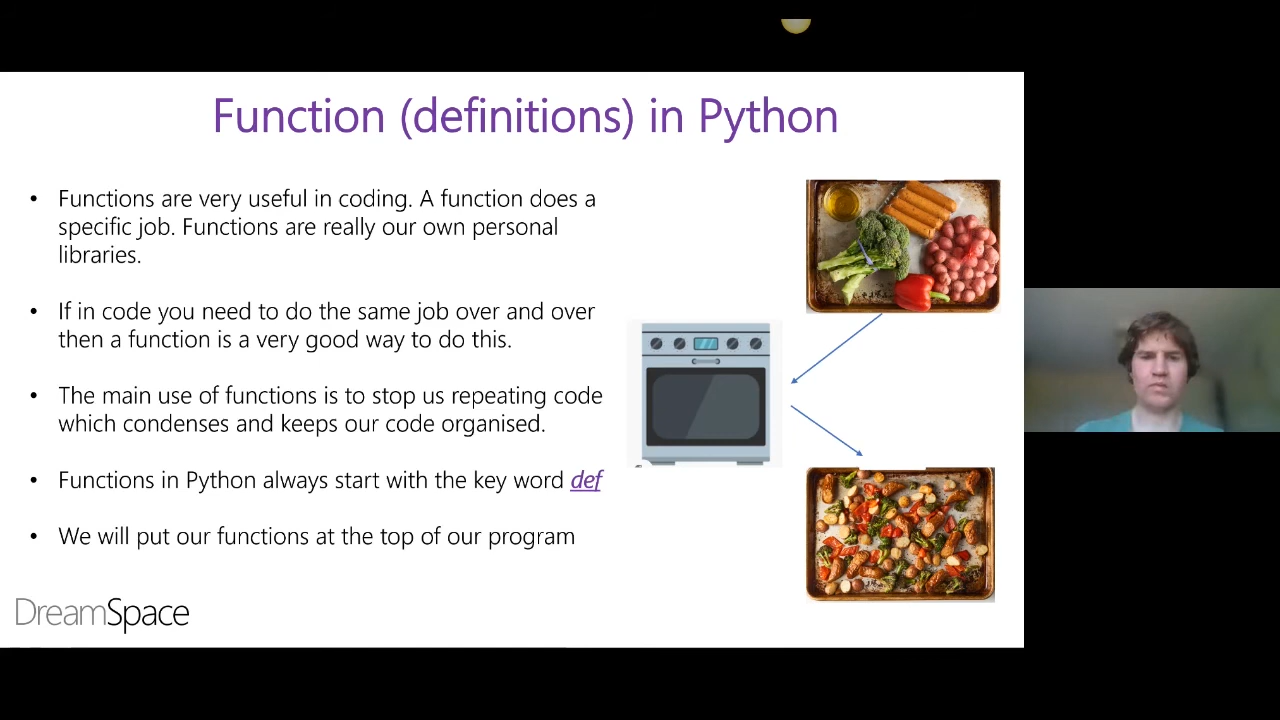 Function (definitions) in Python
• Functions are very useful in coding. A function does a
specific job. Functions are really our own personal
libraries.
• If in code you need to do the same job over and over
then a function is a very good way to do this.
• The main use of functions is to stop us repeating code
which condenses and keeps our code organised.
• Functions in Python always start with the key word def
• We will put our functions at the top of our program
DreamSpace